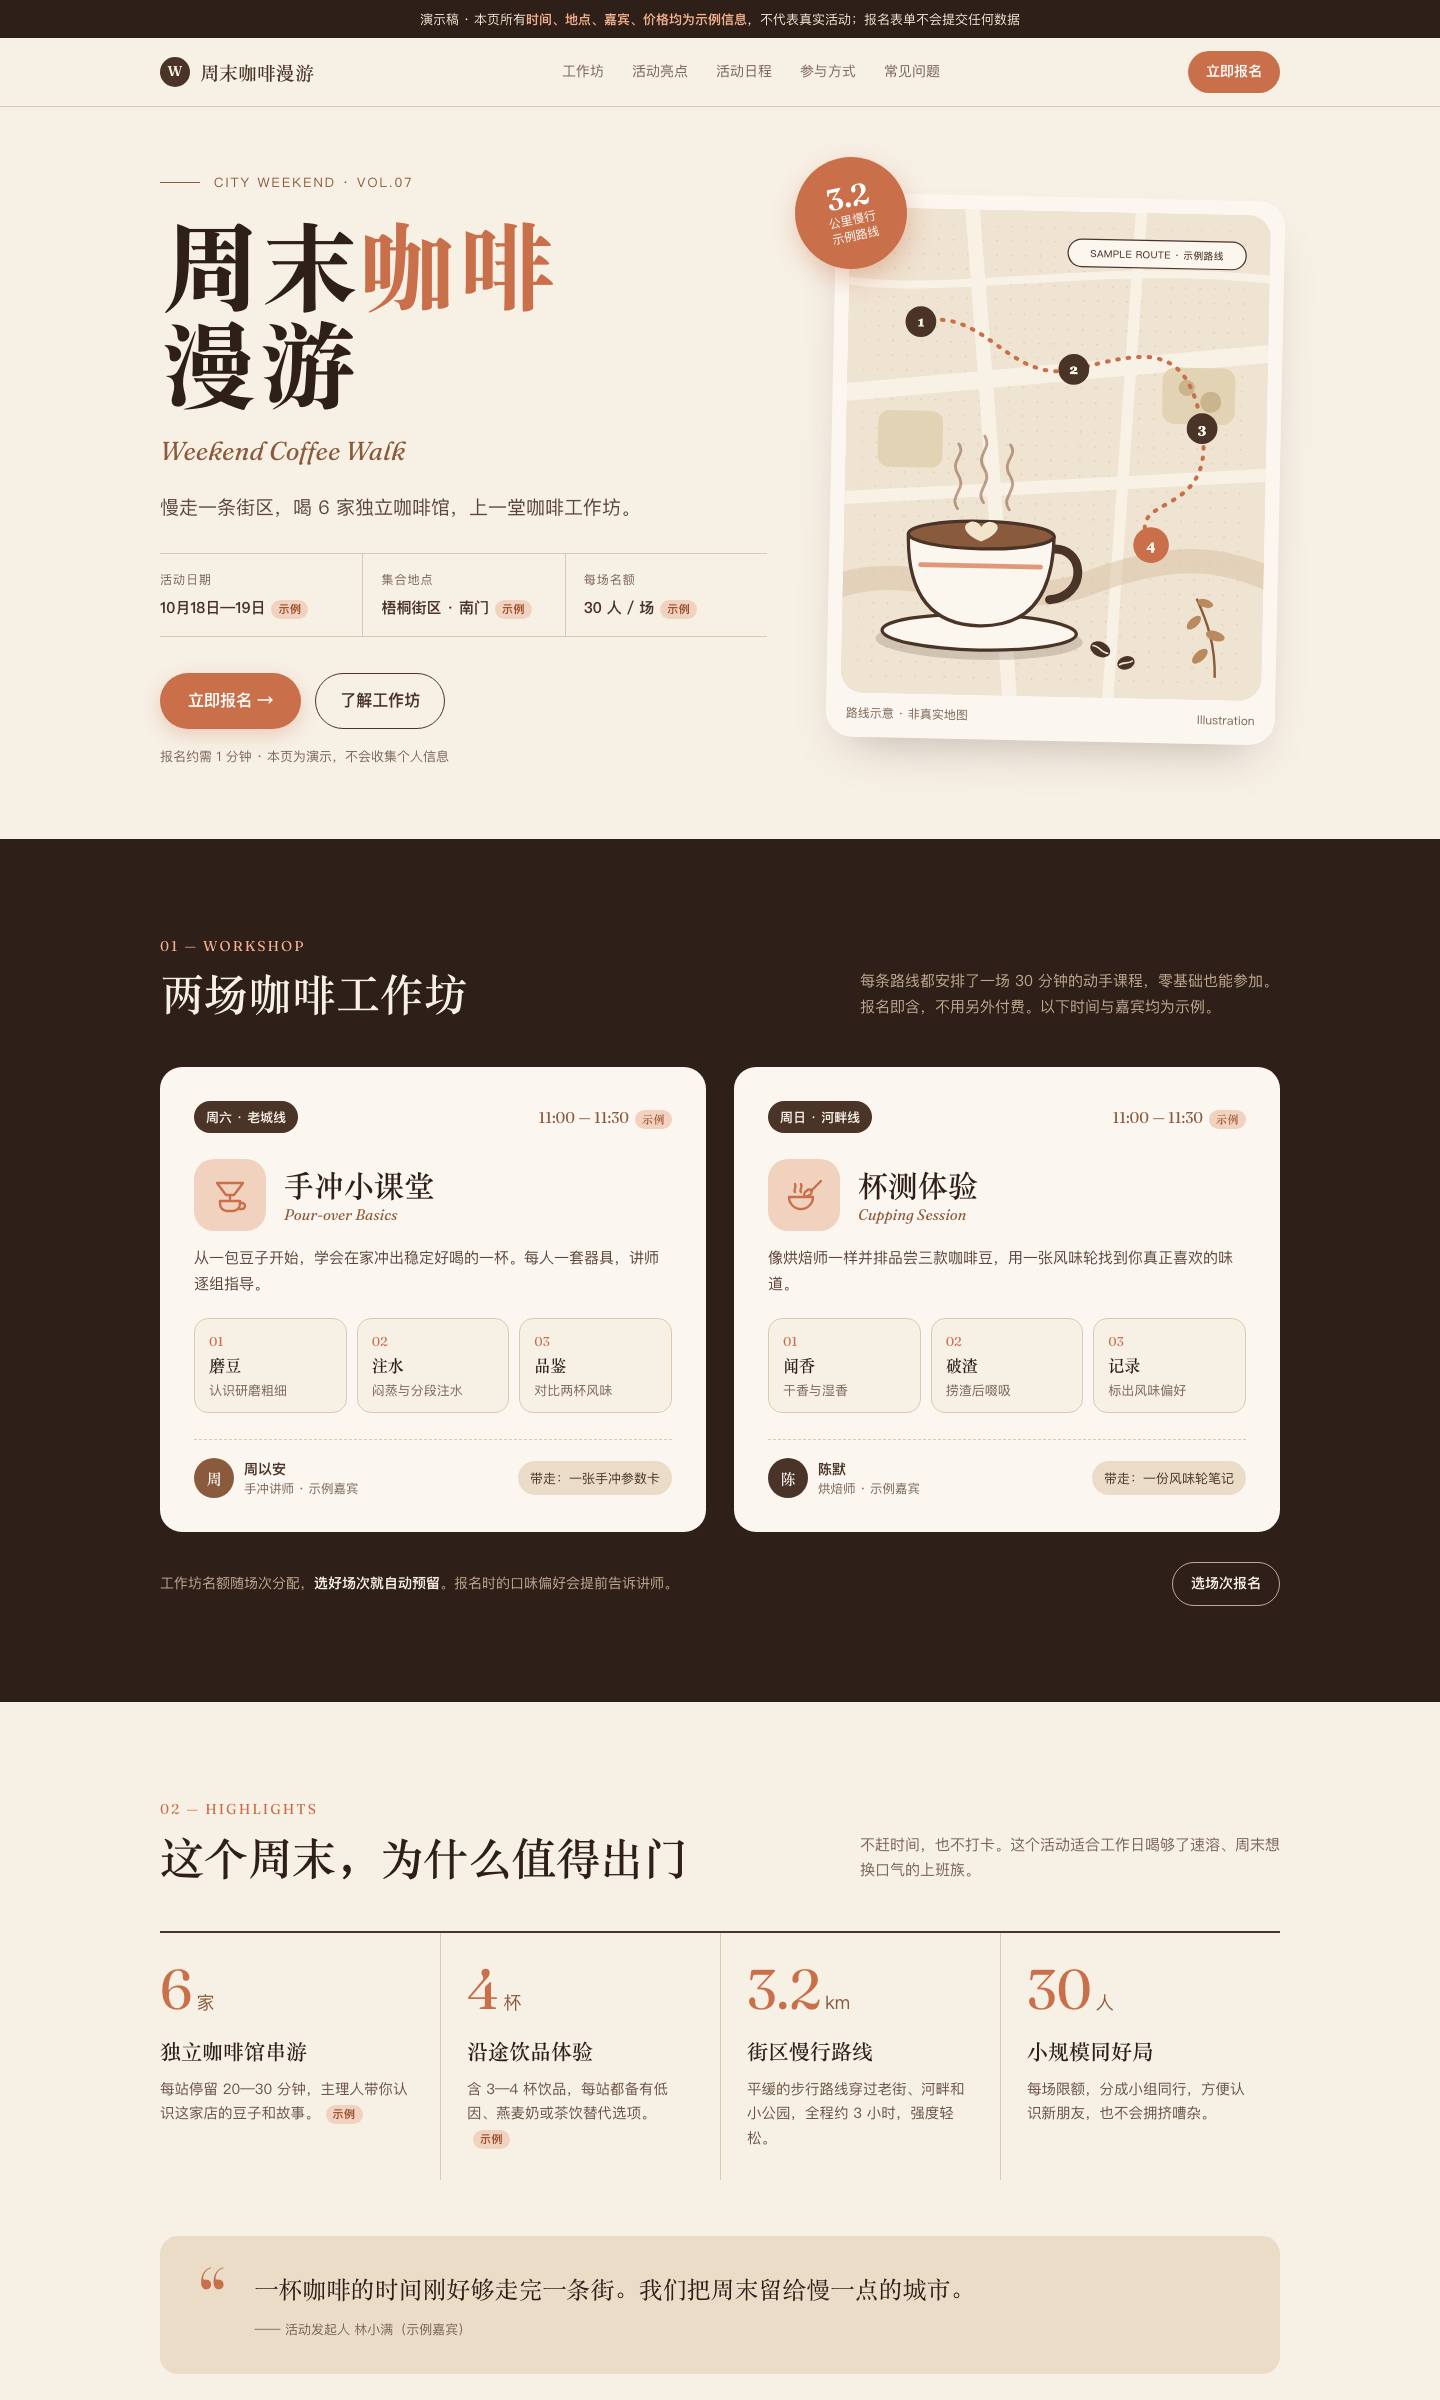 演示稿 · 本页所有时间、地点、嘉宾、价格均为示例信息，不代表真实活动；报名表单不会提交任何数据
W 周末咖啡漫游
工作坊 活动亮点 活动日程 参与方式 常见问题
立即报名
CITY WEEKEND · VOL.07
周末咖啡
漫游
Weekend Coffee Walk
慢走一条街区，喝 6 家独立咖啡馆，上一堂咖啡工作坊。
活动日期
10月18日—19日 示例
集合地点
梧桐街区 · 南门 示例
每场名额
30 人 / 场 示例
立即报名 →
了解工作坊
报名约需 1 分钟 · 本页为演示，不会收集个人信息
3.2
公里慢行
示例路线
SAMPLE ROUTE · 示例路线
1
2
3
4
路线示意 · 非真实地图
Illustration
01 — WORKSHOP
两场咖啡工作坊
每条路线都安排了一场 30 分钟的动手课程，零基础也能参加。
报名即含，不用另外付费。以下时间与嘉宾均为示例。
周六 · 老城线
11:00 — 11:30 示例
手冲小课堂
Pour-over Basics
从一包豆子开始，学会在家冲出稳定好喝的一杯。每人一套器具，讲师
逐组指导。
01
磨豆
认识研磨粗细
02
注水
闷蒸与分段注水
03
品鉴
对比两杯风味
周
周以安
手冲讲师 · 示例嘉宾
带走：一张手冲参数卡
周日 · 河畔线
11:00 — 11:30 示例
杯测体验
Cupping Session
像烘焙师一样并排品尝三款咖啡豆，用一张风味轮找到你真正喜欢的味
道。
01
闻香
干香与湿香
02
破渣
捞渣后啜吸
03
记录
标出风味偏好
陈
陈默
烘焙师 · 示例嘉宾
带走：一份风味轮笔记
工作坊名额随场次分配，选好场次就自动预留。报名时的口味偏好会提前告诉讲师。
选场次报名
02 — HIGHLIGHTS
这个周末，为什么值得出门
不赶时间，也不打卡。这个活动适合工作日喝够了速溶、周末想
换口气的上班族。
6 家
独立咖啡馆串游
每站停留 20—30 分钟，主理人带你认
识这家店的豆子和故事。 示例
4 杯
沿途饮品体验
含 3—4 杯饮品，每站都备有低
因、燕麦奶或茶饮替代选项。
示例
3.2 km
街区慢行路线
平缓的步行路线穿过老街、河畔和
小公园，全程约 3 小时，强度轻
松。
30 人
小规模同好局
每场限额，分成小组同行，方便认
识新朋友，也不会拥挤嘈杂。
“
一杯咖啡的时间刚好够走完一条街。我们把周末留给慢一点的城市。
—— 活动发起人 林小满（示例嘉宾）